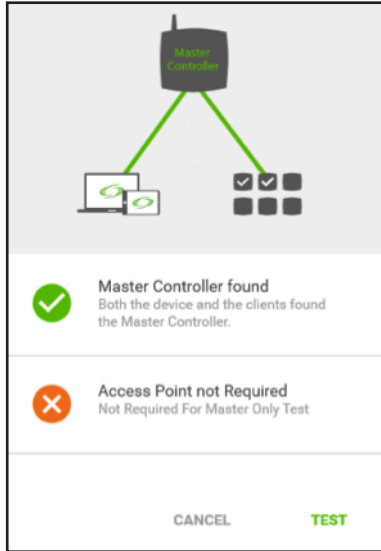 Master
Controller
Master Controller found
Both the device and the clients found
the Master Controller.
Access Point not Required
Not Required For Master Only Test
CANCEL TEST